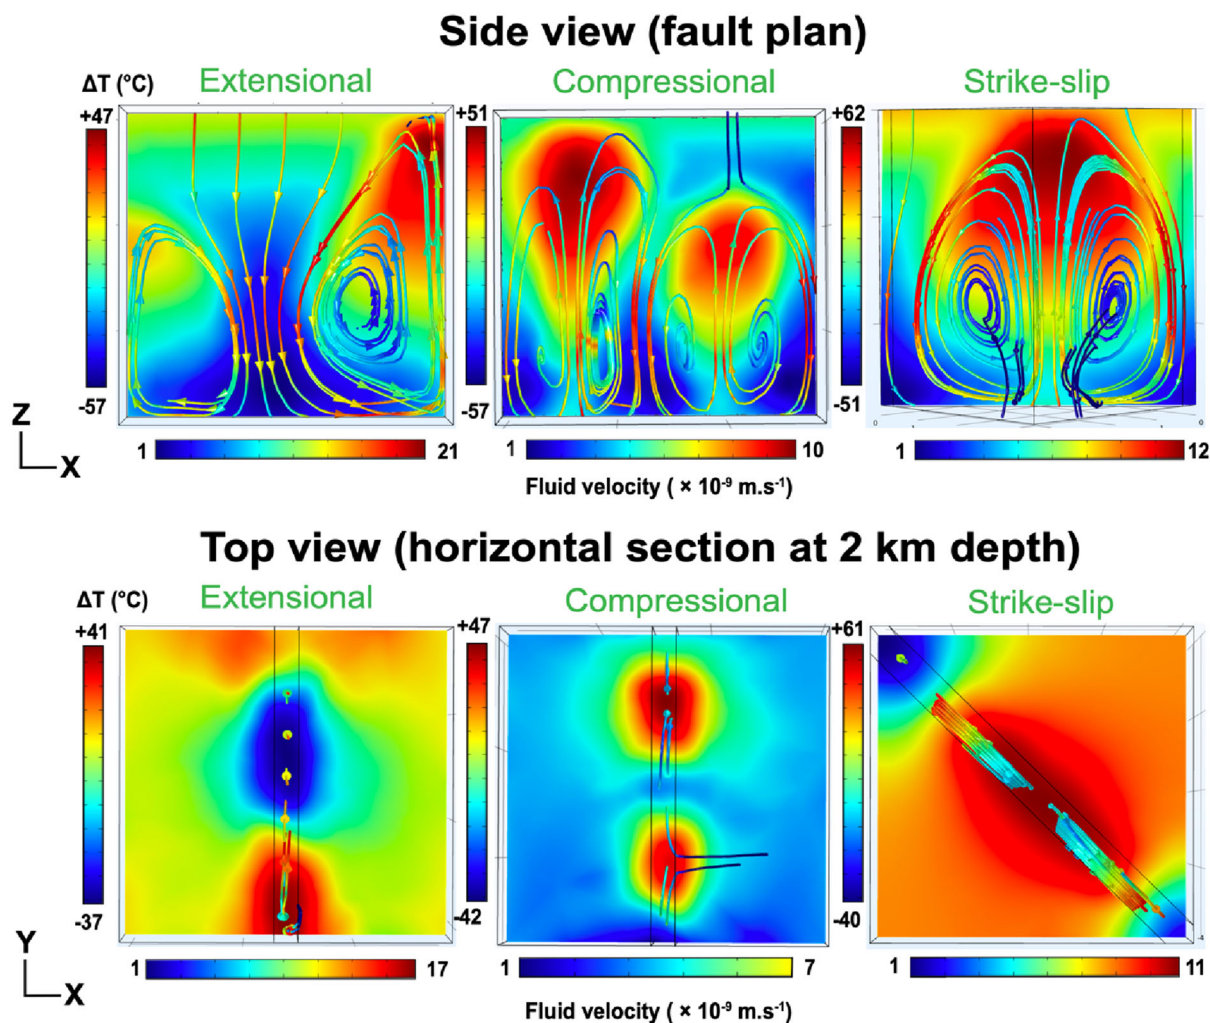 Side view (fault plan)
Extensional
Compressional
Strike-slip
ΔT (°C)
+47
-57
+51
-57
+62
-51
Z
X
1
21
1
10
1
12
Fluid velocity ( × 10⁻⁹ m.s⁻¹)
Top view (horizontal section at 2 km depth)
Extensional
Compressional
Strike-slip
ΔT (°C)
+41
-37
+47
-42
+61
-40
Y
X
1
17
1
7
1
11
Fluid velocity ( × 10⁻⁹ m.s⁻¹)